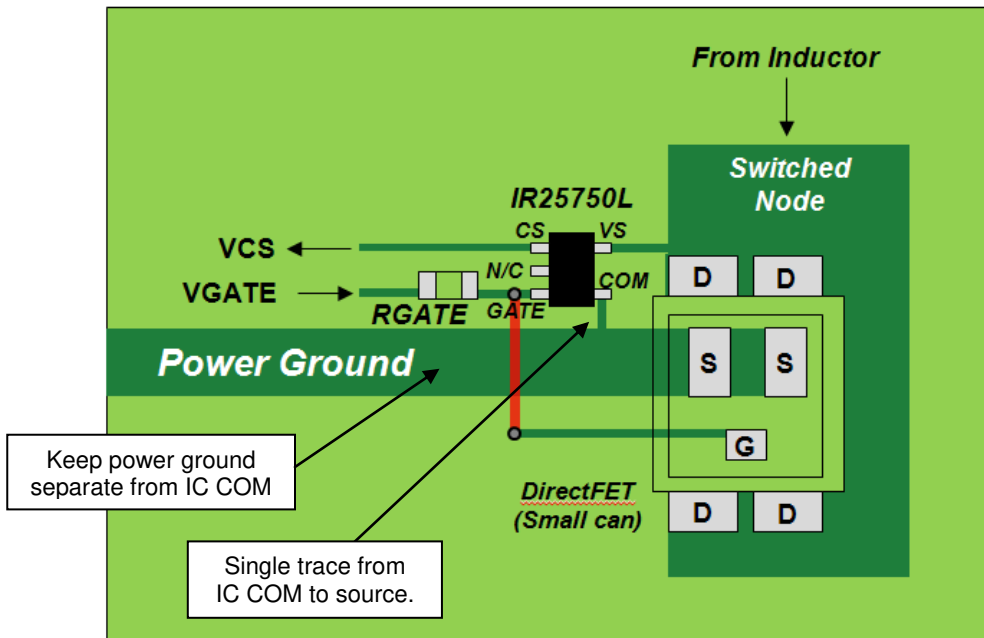 From Inductor
Switched
Node
IR25750L
CS
VS
VCS
N/C
COM
VGATE
RGATE
GATE
D
D
Power Ground
S
S
G
Keep power ground
separate from IC COM
DirectFET
(Small can)
D
D
Single trace from
IC COM to source.